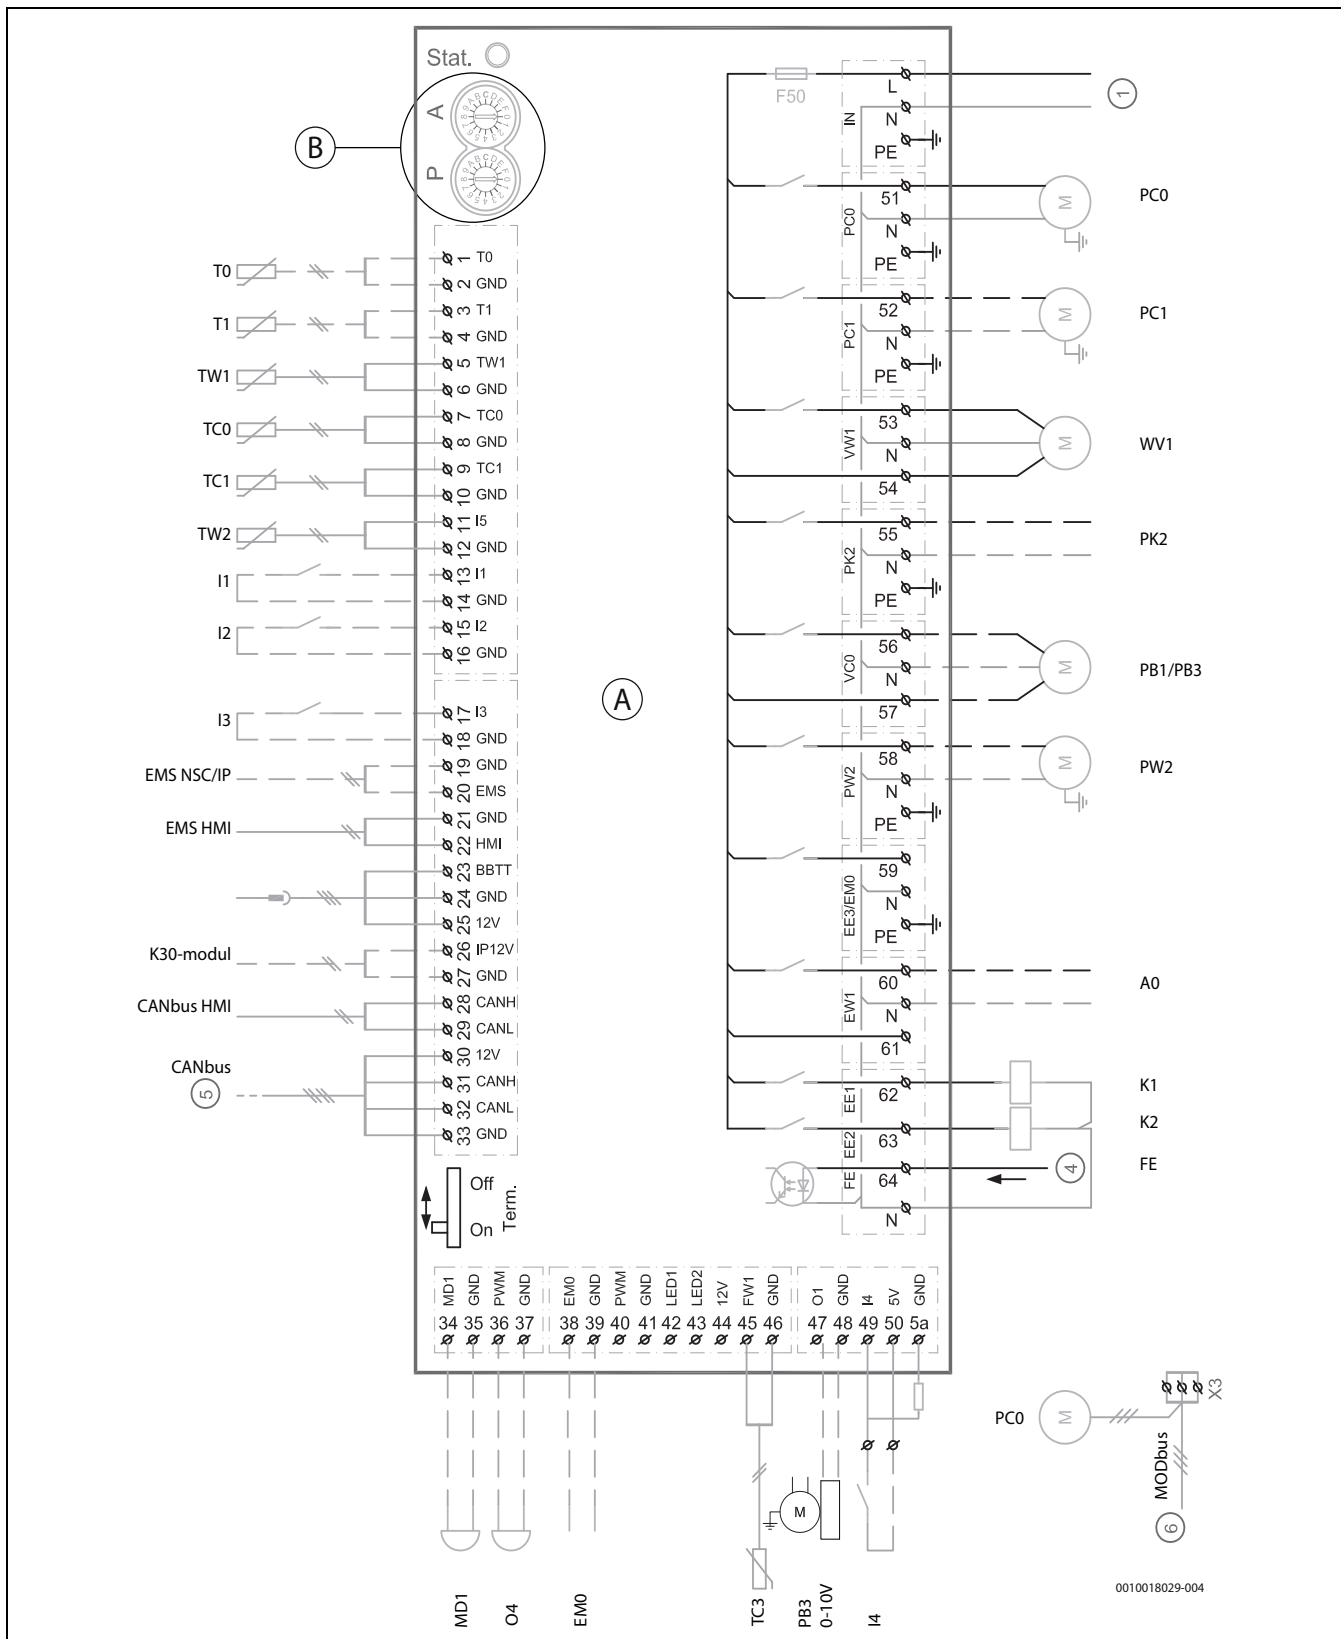 Stat.
A
P
B
A
T0
1 T0
2 GND
T1
3 T1
4 GND
TW1
5 TW1
6 GND
TC0
7 TC0
8 GND
TC1
9 TC1
10 GND
TW2
11 I5
12 GND
I1
13 I1
14 GND
I2
15 I2
16 GND
I3
17 I3
18 GND
EMS NSC/IP
19 GND
20 EMS
EMS HMI
21 GND
22 HMI
23 BBTT
24 GND
25 12V
K30-modul
26 IP12V
27 GND
CANbus HMI
28 CANH
29 CANL
CANbus
5
30 12V
31 CANH
32 CANL
33 GND
Off
On
Term.
F50
IN
L
N
PE
1
PC0
51
N
PE
PC0
M
PC1
52
N
PE
PC1
M
VW1
53
N
54
WV1
M
PK2
55
N
PE
PK2
VC0
56
N
57
PB1/PB3
M
PW2
58
N
PE
PW2
M
EE3/EM0
59
N
PE
EW1
60
N
61
A0
EE1
62
K1
EE2
63
K2
FE
64
N
4
FE
MD1 GND PWM GND
34 35 36 37
EM0 GND PWM GND LED1 LED2 12V FW1 GND
38 39 40 41 42 43 44 45 46
O1 GND I4 5V GND
47 48 49 50 5a
MD1
O4
EM0
TC3
M
PB3
0-10V
I4
PC0
M
X3
MODbus
6
0010018029-004